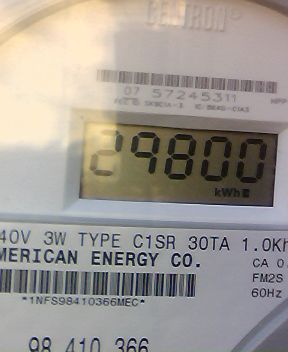 CENTRON®
07 57245311
29800
kWh
40V 3W TYPE C1SR 30TA 1.0Kh
MERICAN ENERGY CO.
CA 0.
FM2S
60Hz
*1NFS98410366MEC*
98 410 366